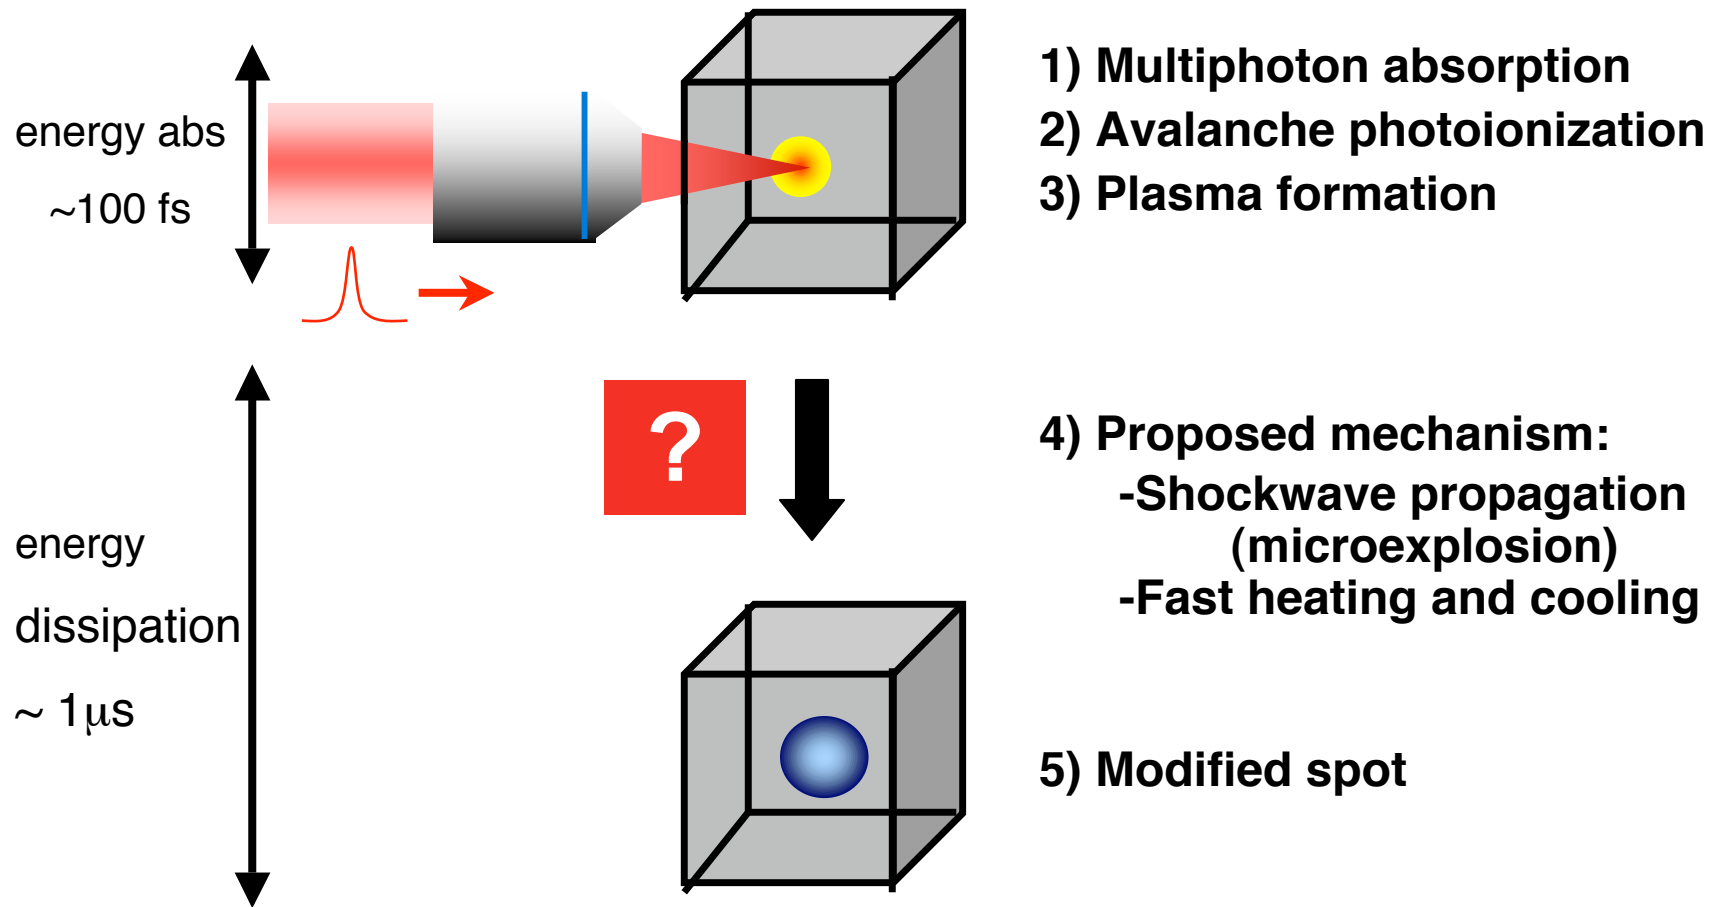 energy abs
~100 fs
1) Multiphoton absorption
2) Avalanche photoionization
3) Plasma formation
?
energy
dissipation
~ 1μs
4) Proposed mechanism:
-Shockwave propagation
(microexplosion)
-Fast heating and cooling
5) Modified spot